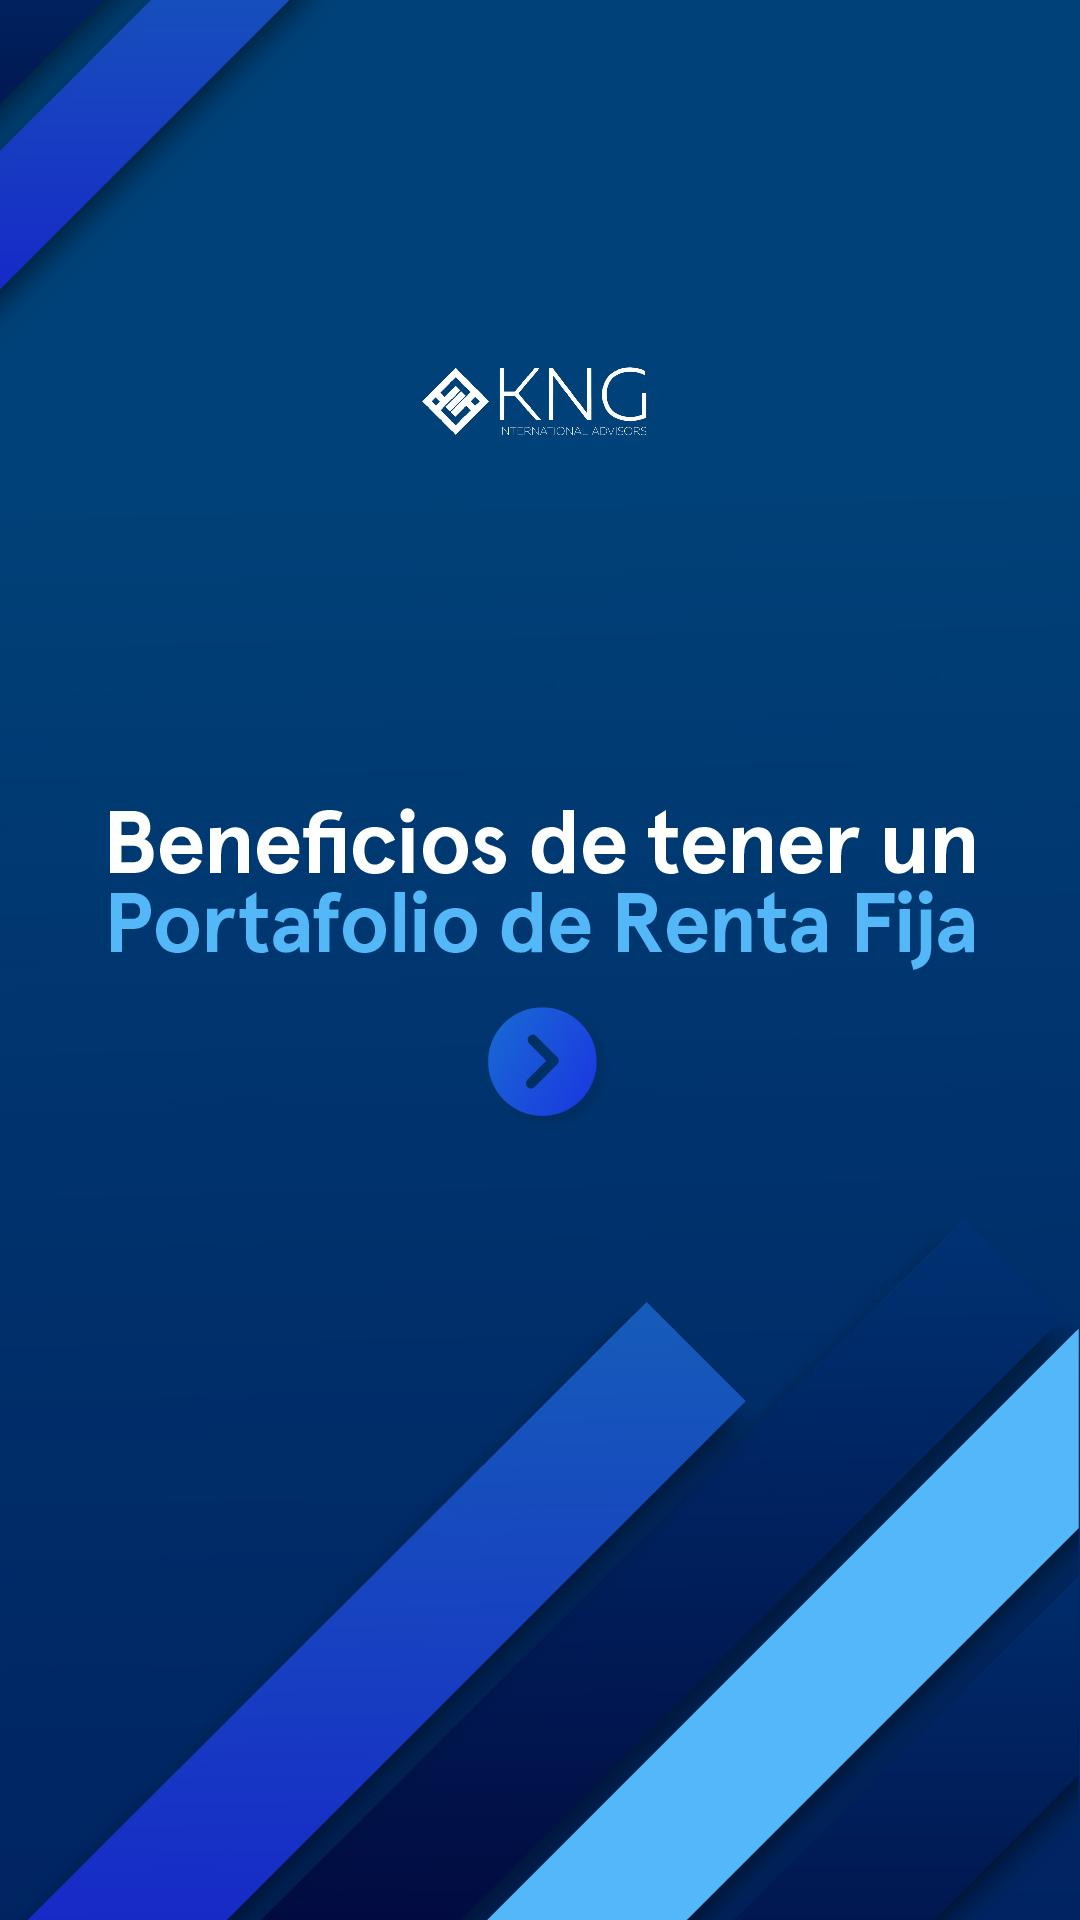 KNG
INTERNATIONAL ADVISORS
Beneficios de tener un
Portafolio de Renta Fija